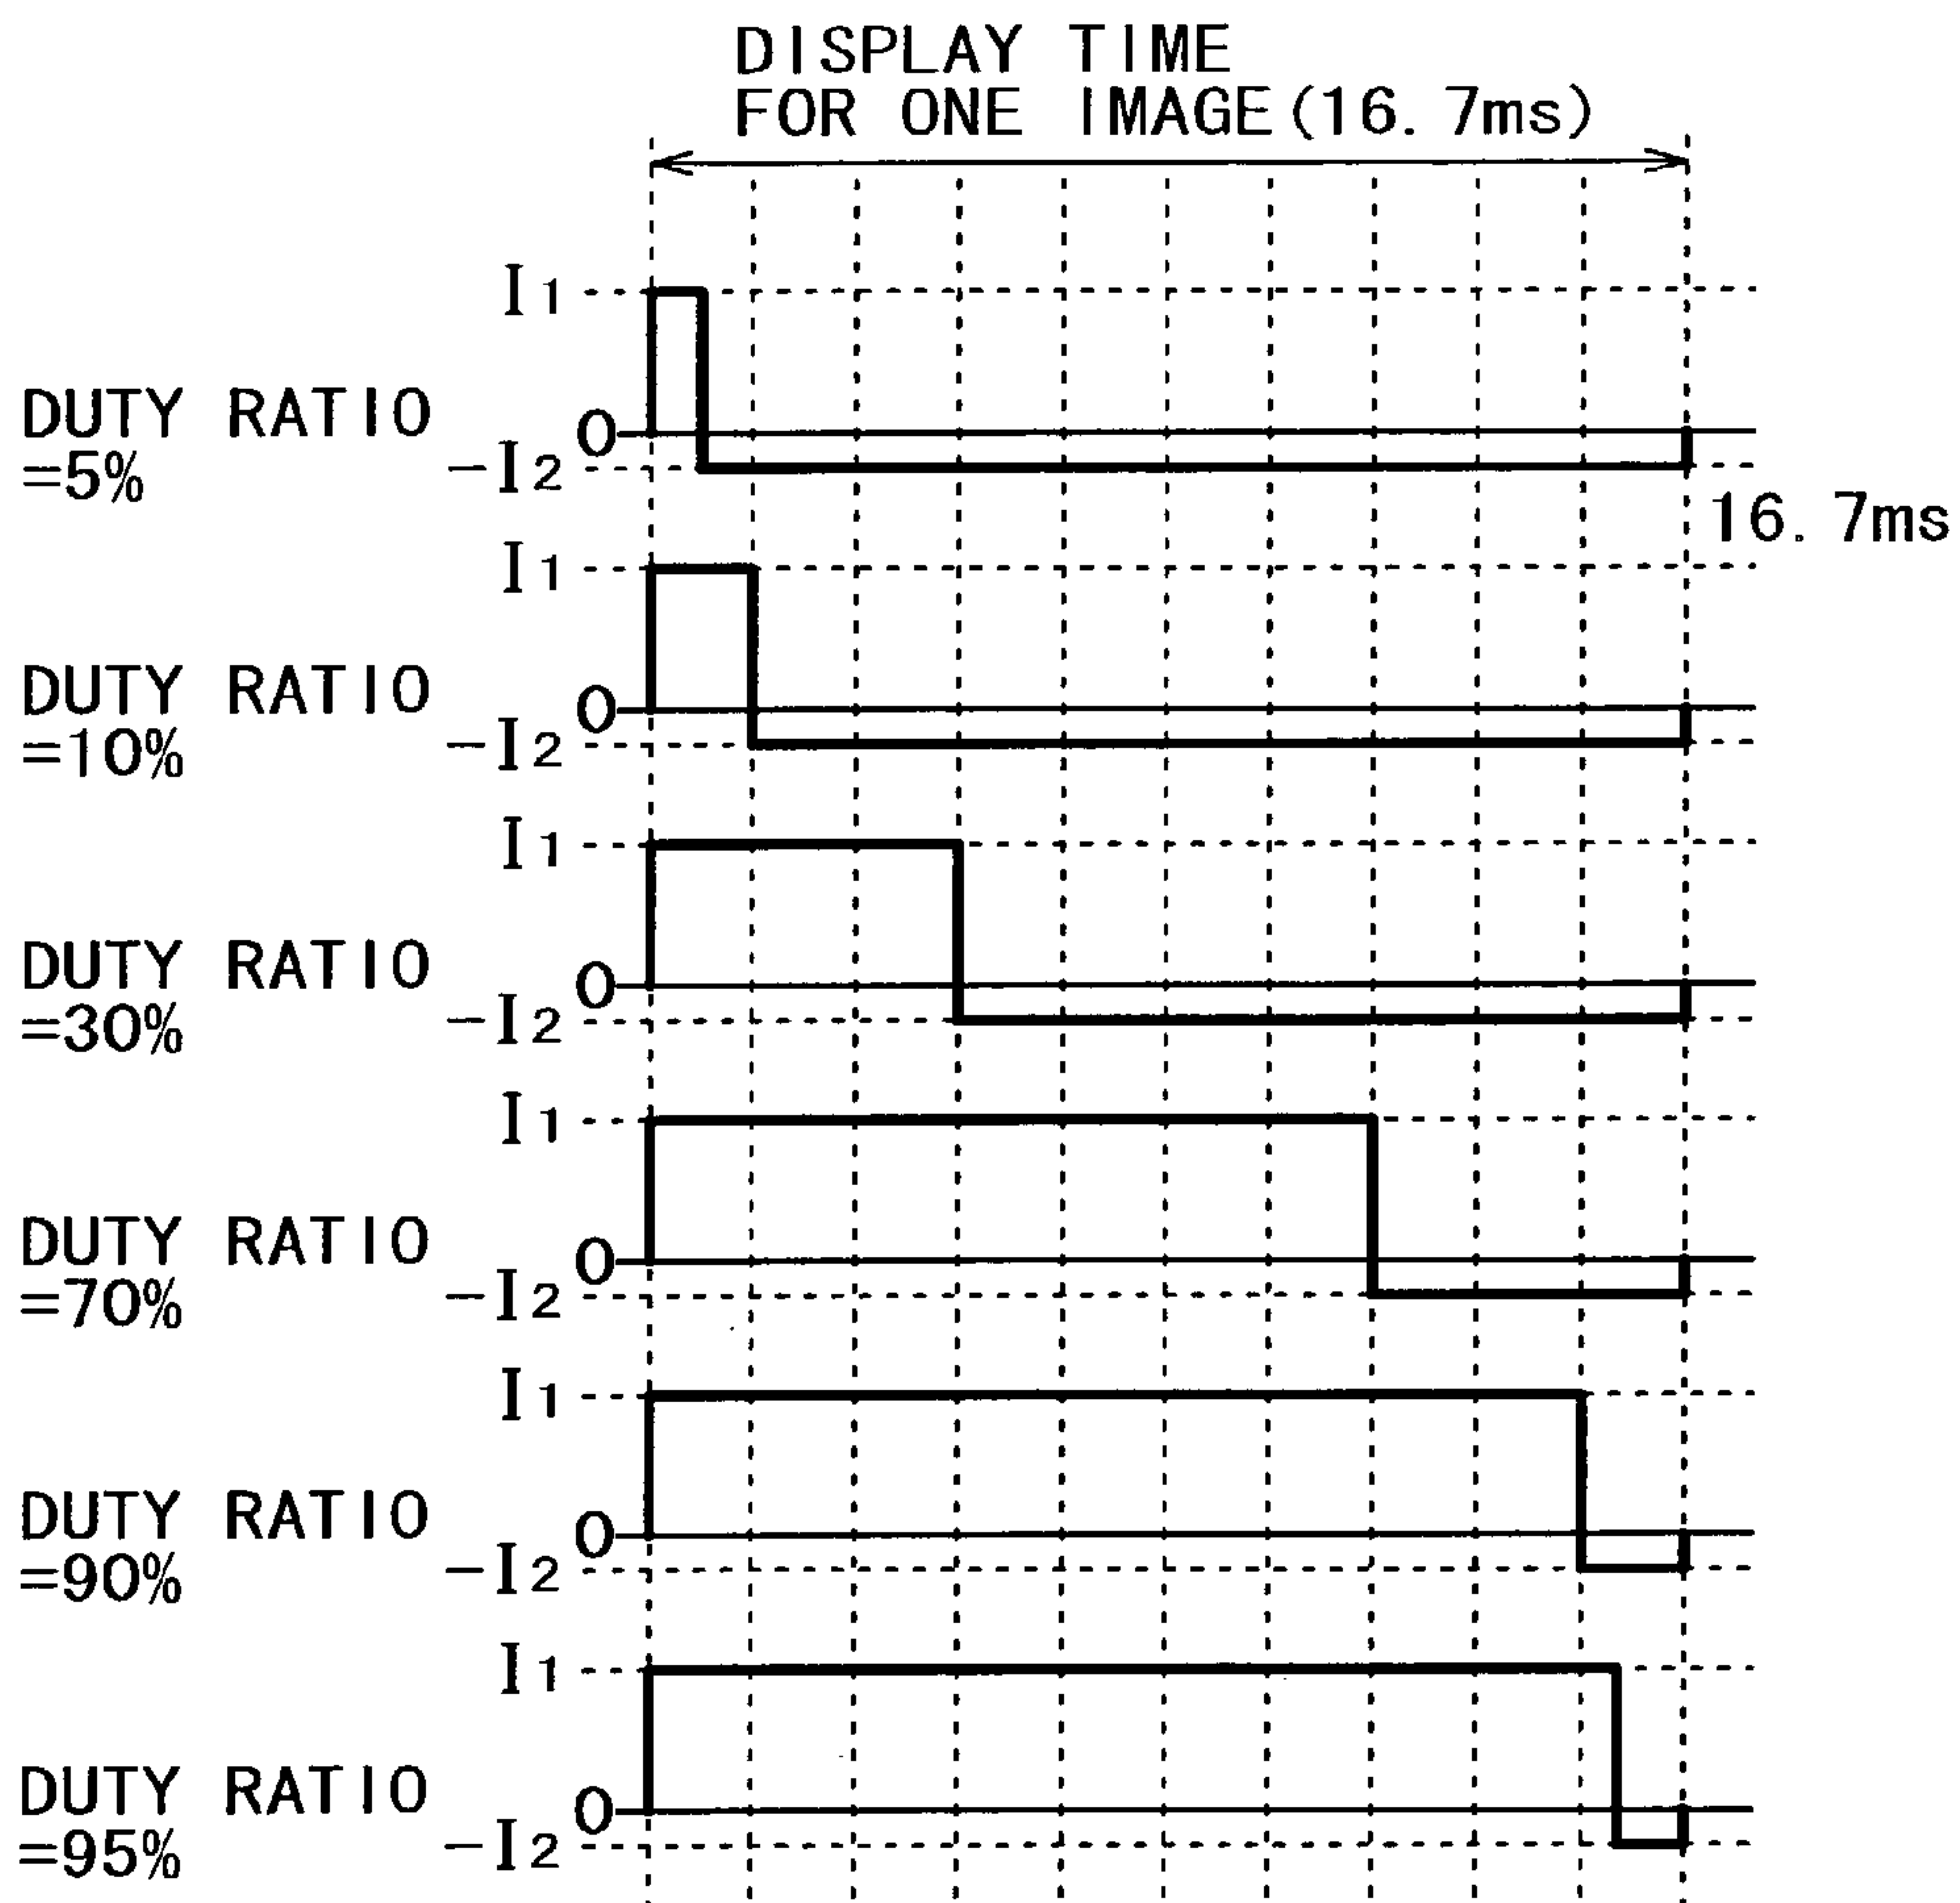 DISPLAY TIME
FOR ONE IMAGE(16.7ms)
I1
DUTY RATIO
=5%
0
-I2
16.7ms
I1
DUTY RATIO
=10%
0
-I2
I1
DUTY RATIO
=30%
0
-I2
I1
DUTY RATIO
=70%
0
-I2
I1
DUTY RATIO
=90%
0
-I2
I1
DUTY RATIO
=95%
0
-I2